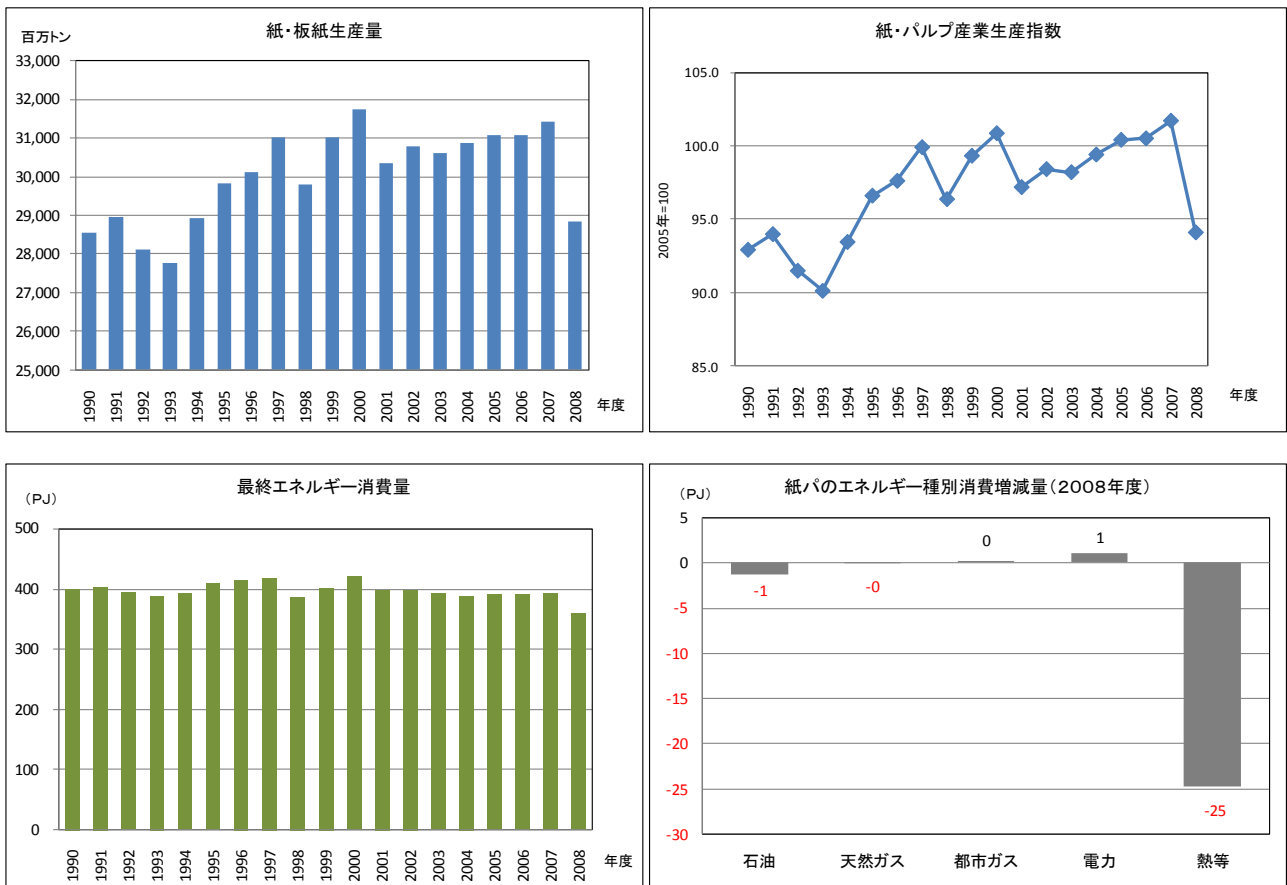 紙・板紙生産量
百万トン
33,000
32,000
31,000
30,000
29,000
28,000
27,000
26,000
25,000
1990 1991 1992 1993 1994 1995 1996 1997 1998 1999 2000 2001 2002 2003 2004 2005 2006 2007 2008 年度
紙・パルプ産業生産指数
2005年=100
105.0
100.0
95.0
90.0
85.0
1990 1991 1992 1993 1994 1995 1996 1997 1998 1999 2000 2001 2002 2003 2004 2005 2006 2007 2008 年度
最終エネルギー消費量
(PJ)
500
400
300
200
100
0
1990 1991 1992 1993 1994 1995 1996 1997 1998 1999 2000 2001 2002 2003 2004 2005 2006 2007 2008 年度
紙パのエネルギー種別消費増減量(2008年度)
(PJ)
5
0
-5
-10
-15
-20
-25
-30
-1 -0 0 1 -25
石油 天然ガス 都市ガス 電力 熱等